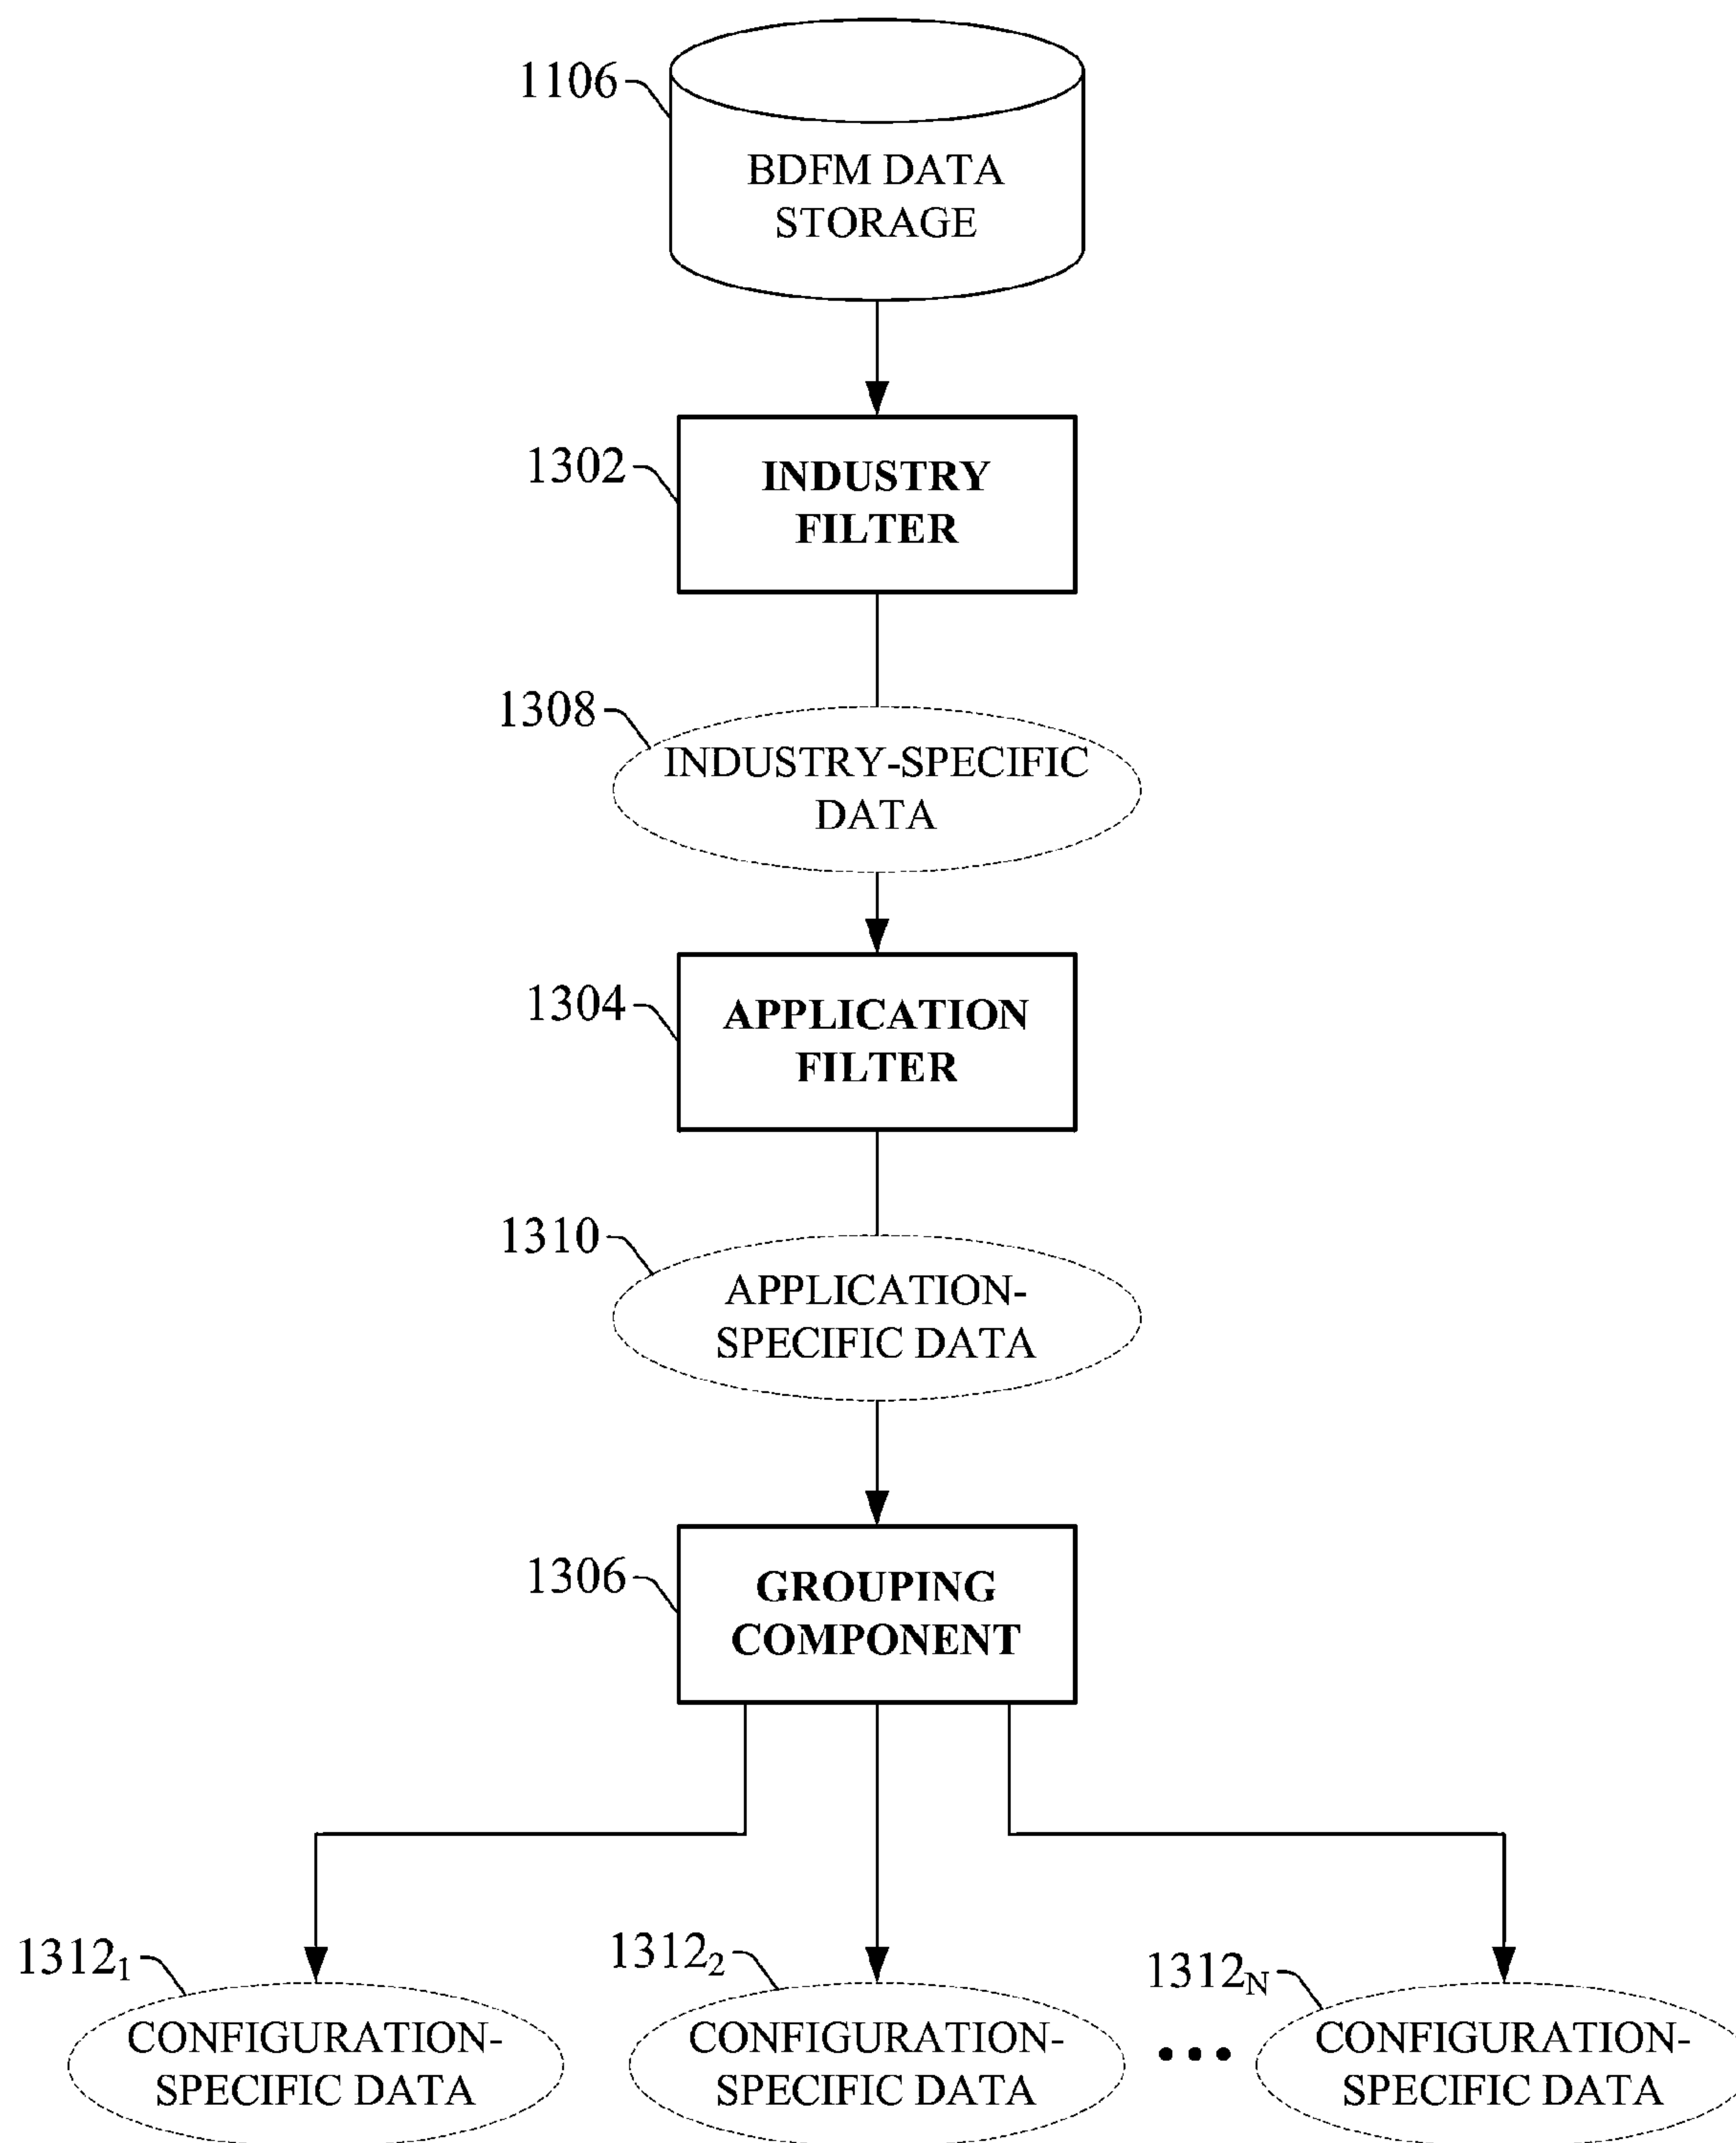 1106
BDFM DATA
STORAGE
1302
INDUSTRY
FILTER
1308
INDUSTRY-SPECIFIC
DATA
1304
APPLICATION
FILTER
1310
APPLICATION-
SPECIFIC DATA
1306
GROUPING
COMPONENT
1312₁
CONFIGURATION-
SPECIFIC DATA
1312₂
CONFIGURATION-
SPECIFIC DATA
•••
1312N
CONFIGURATION-
SPECIFIC DATA